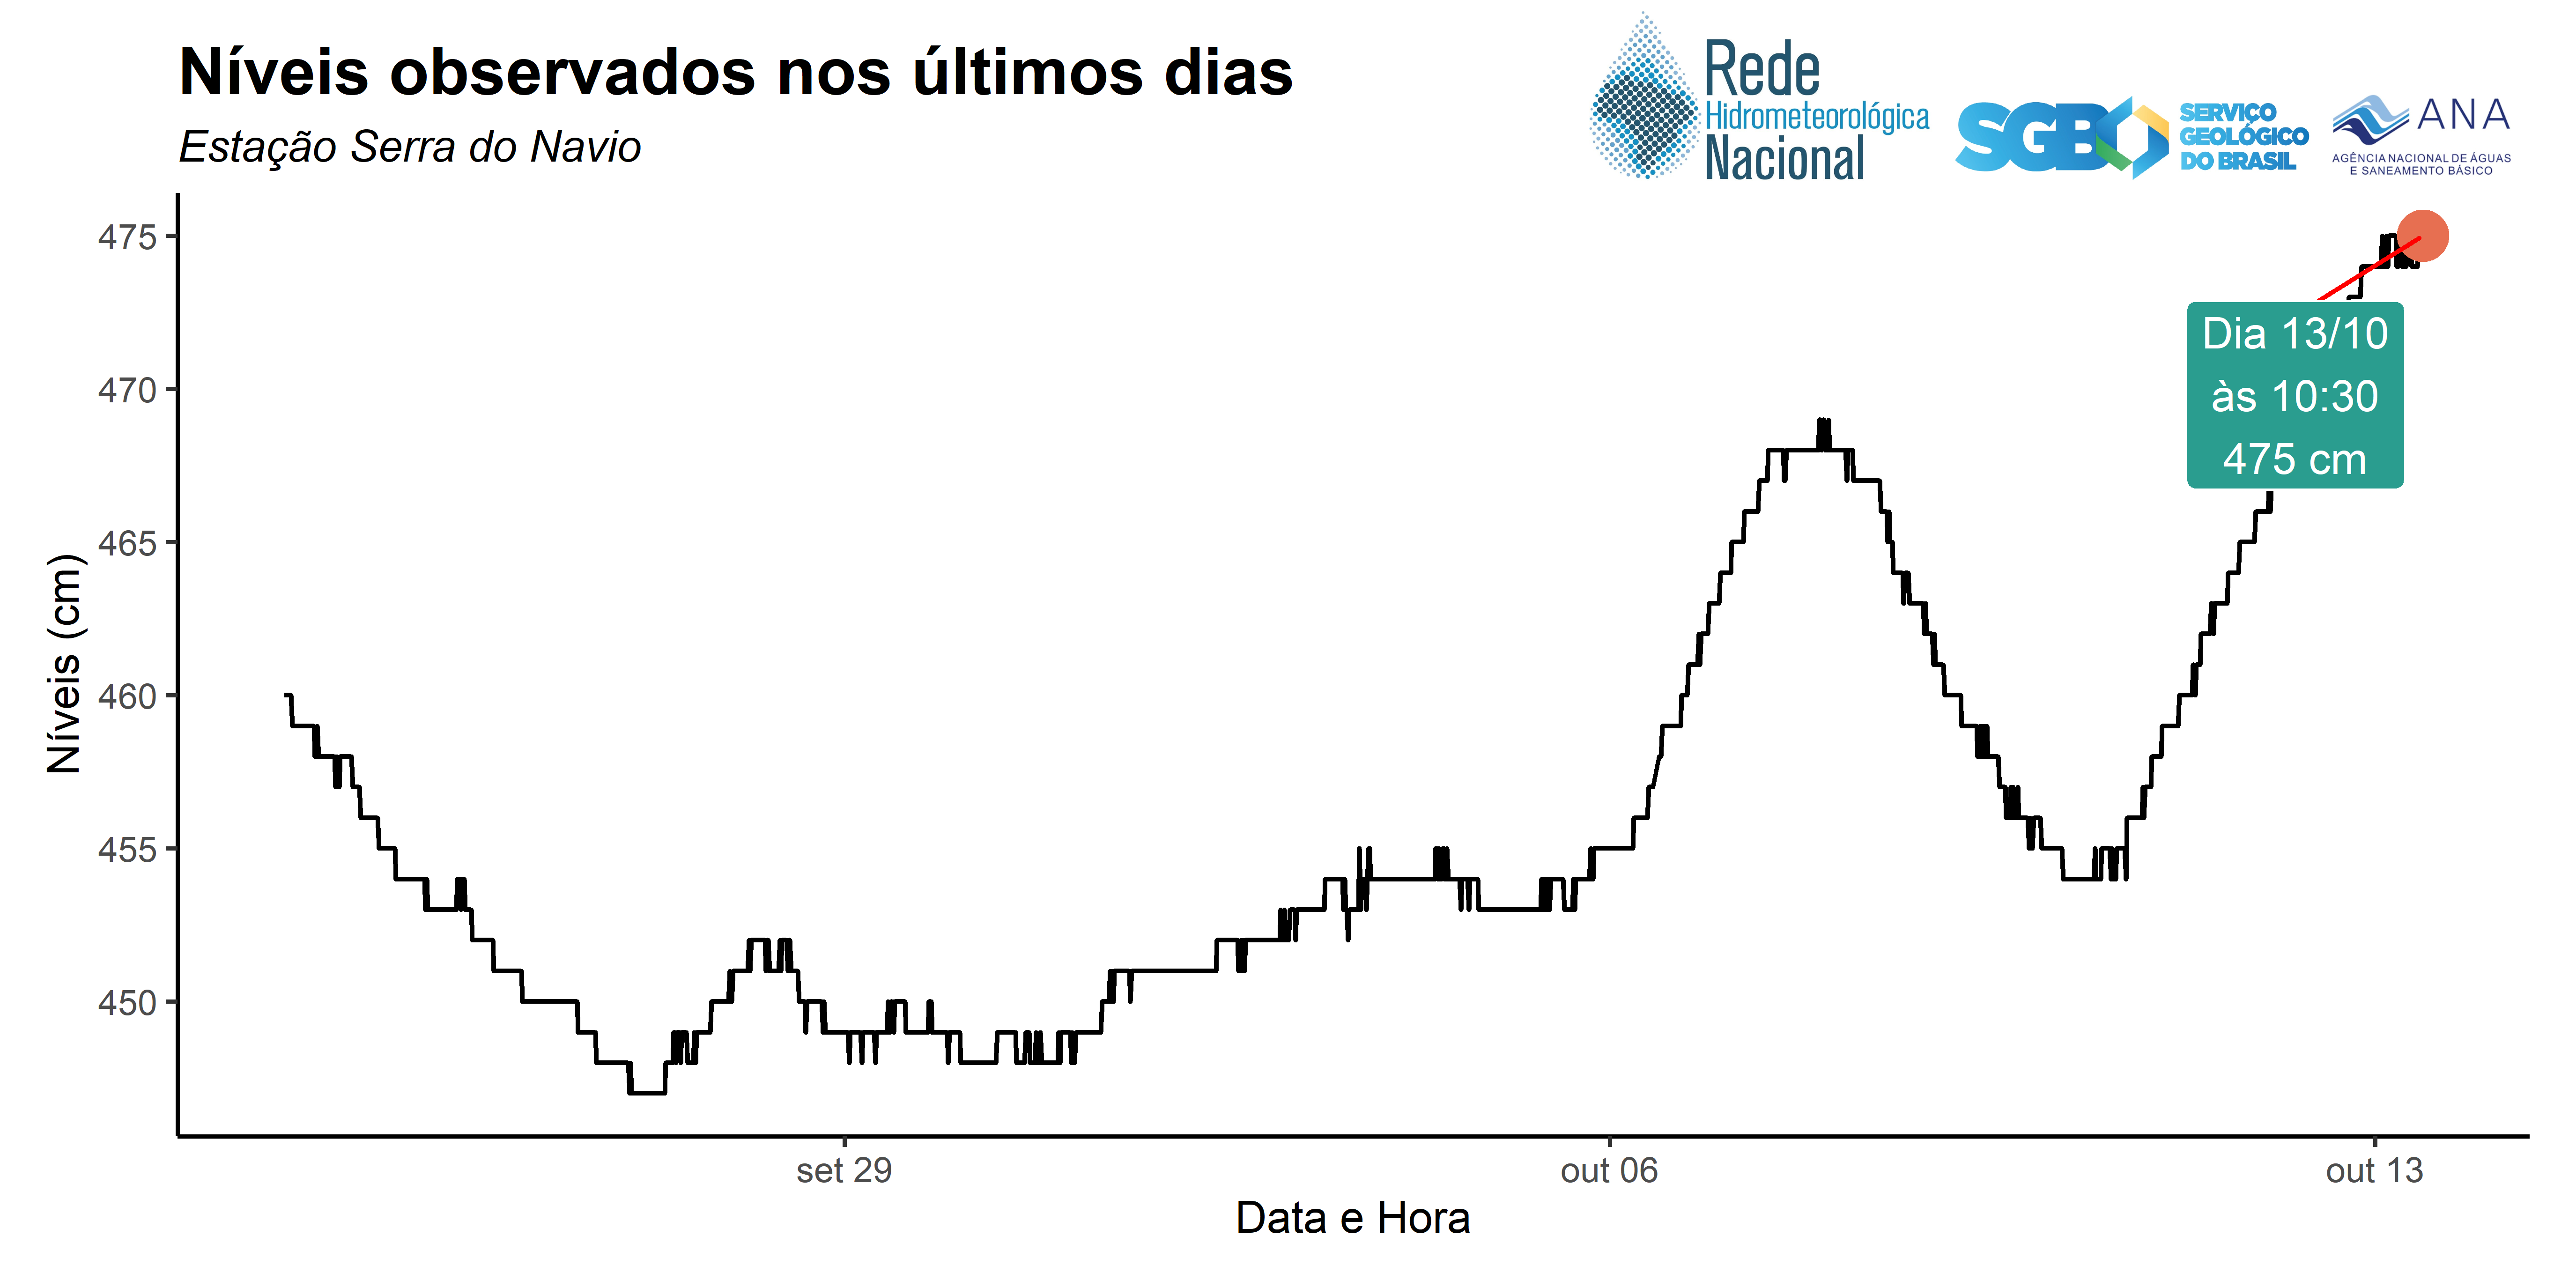 Níveis observados nos últimos dias
Estação Serra do Navio
Rede
Hidrometeorológica
Nacional
SGB
SERVIÇO
GEOLÓGICO
DO BRASIL
ANA
AGÊNCIA NACIONAL DE ÁGUAS
E SANEAMENTO BÁSICO
475
470
465
460
455
450
Níveis (cm)
Dia 13/10
às 10:30
475 cm
set 29
out 06
out 13
Data e Hora